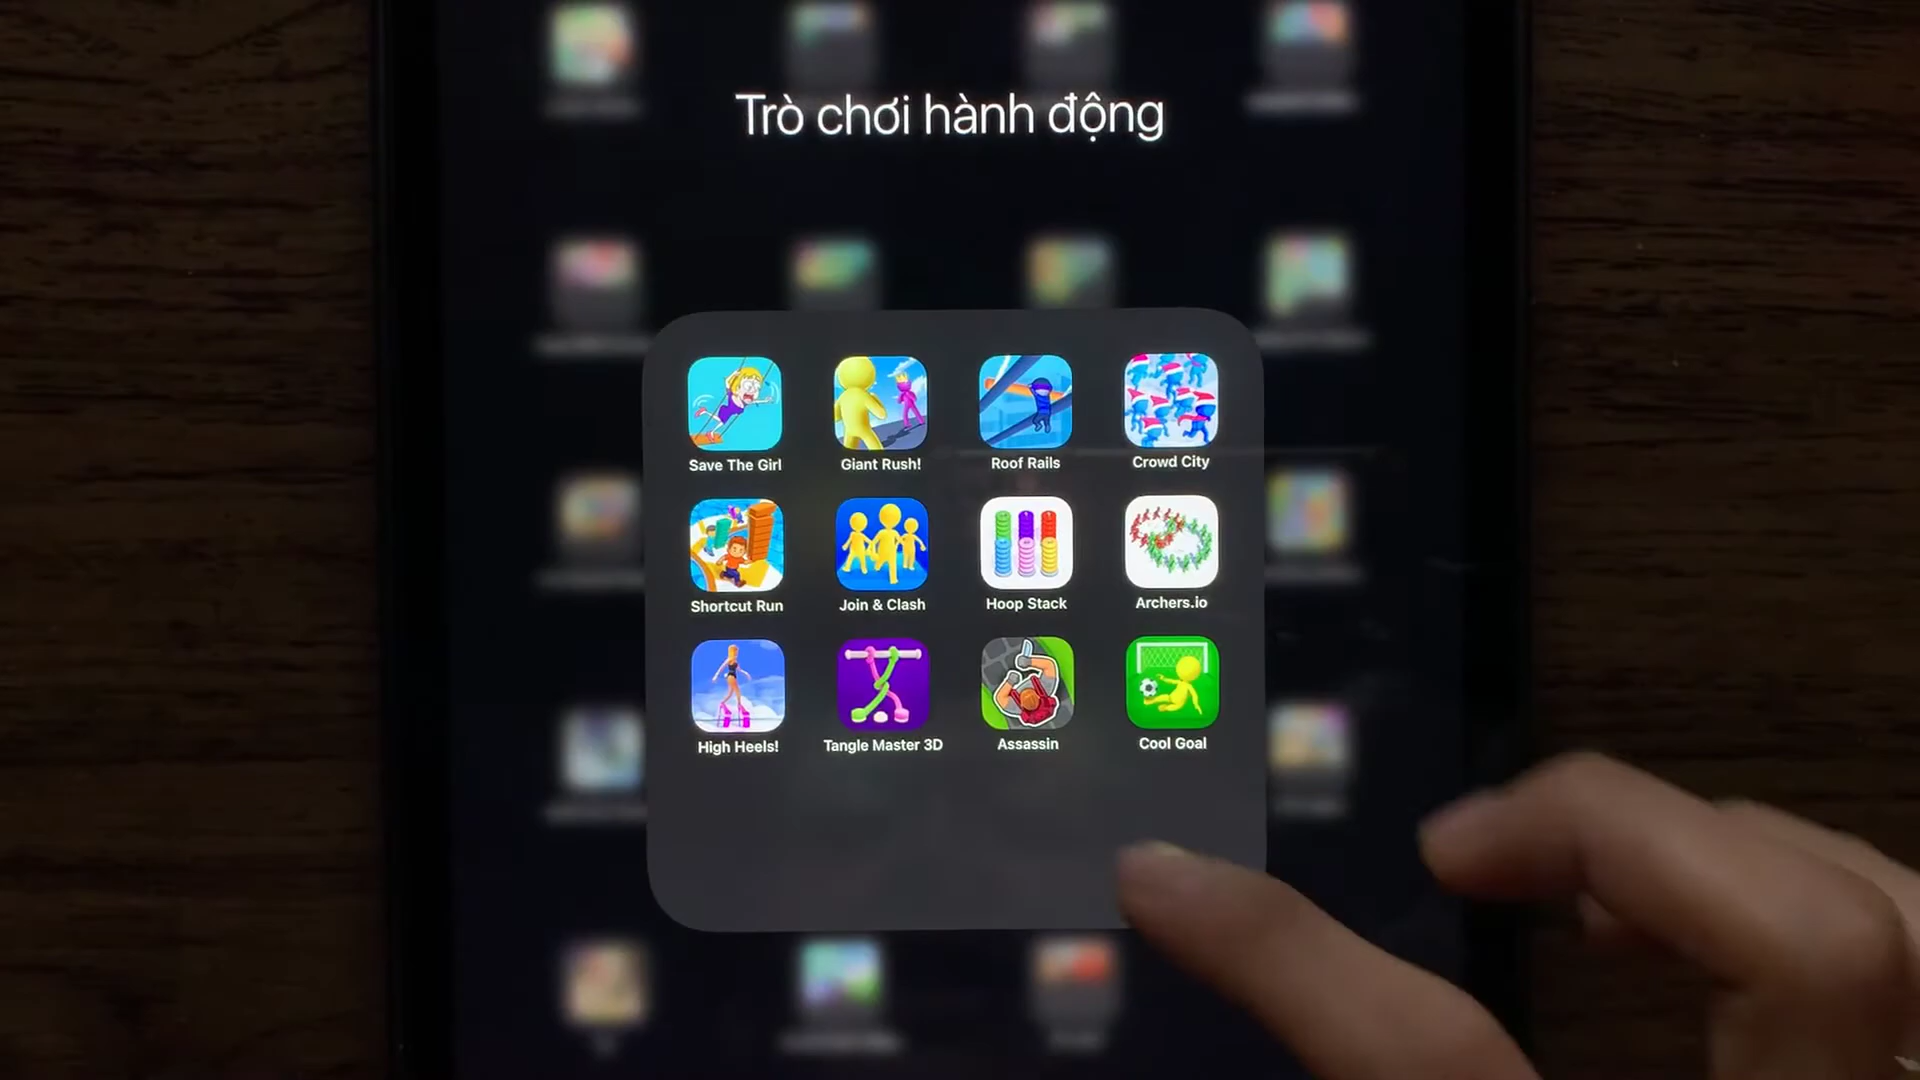 Trò chơi hành động
Save The Girl
Giant Rush!
Roof Rails
Crowd City
Shortcut Run
Join & Clash
Hoop Stack
Archers.io
High Heels!
Tangle Master 3D
Assassin
Cool Goal